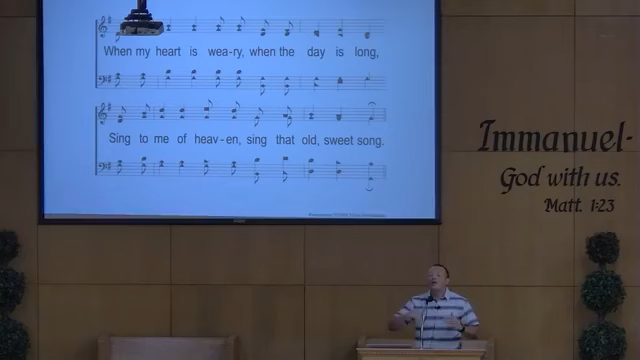 When my heart is wea-ry, when the day is long,
Sing to me of heav-en, sing that old, sweet song.
Immanuel-
God with us.
Matt. 1:23